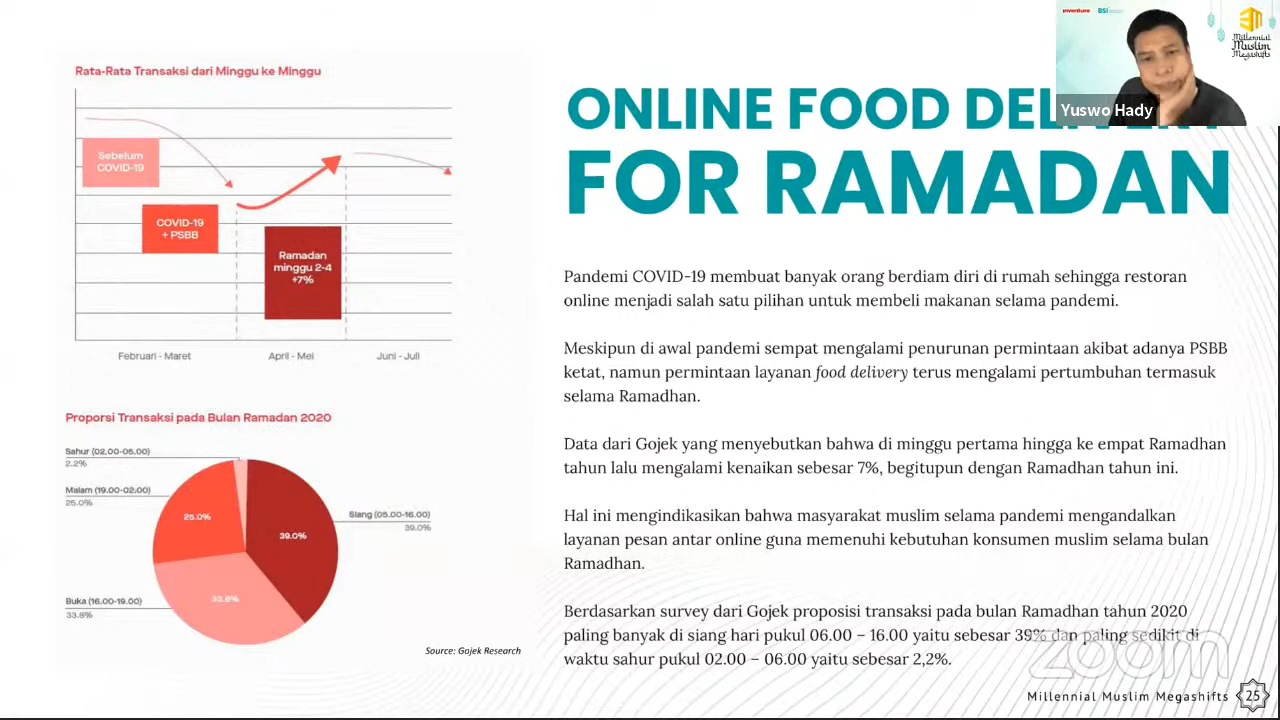 inventure BSI
Millennial
Muslim
Megashifts
Yuswo Hady
ONLINE FOOD
FOR RAMADAN
Rata-Rata Transaksi dari Minggu ke Minggu
Sebelum
COVID-19
COVID-19
+ PSBB
Ramadan
minggu 2-4
+7%
Februari - Maret
April - Mei
Juni - Juli
Proporsi Transaksi pada Bulan Ramadan 2020
Sahur (02.00-05.00)
2.2%
Malam (19.00-02:00)
25.0%
25.0%
Siang (05.00-16.00)
39.0%
39.0%
Buka (16.00-19.00)
33.8%
33.8%
Source: Gojek Research
Pandemi COVID-19 membuat banyak orang berdiam diri di rumah sehingga restoran
online menjadi salah satu pilihan untuk membeli makanan selama pandemi.
Meskipun di awal pandemi sempat mengalami penurunan permintaan akibat adanya PSBB
ketat, namun permintaan layanan food delivery terus mengalami pertumbuhan termasuk
selama Ramadhan.
Data dari Gojek yang menyebutkan bahwa di minggu pertama hingga ke empat Ramadhan
tahun lalu mengalami kenaikan sebesar 7%, begitupun dengan Ramadhan tahun ini.
Hal ini mengindikasikan bahwa masyarakat muslim selama pandemi mengandalkan
layanan pesan antar online guna memenuhi kebutuhan konsumen muslim selama bulan
Ramadhan.
Berdasarkan survey dari Gojek proposisi transaksi pada bulan Ramadhan tahun 2020
paling banyak di siang hari pukul 06.00 – 16.00 yaitu sebesar 39% dan paling sedikit di
waktu sahur pukul 02.00 – 06.00 yaitu sebesar 2,2%.
zoom
Millennial Muslim Megashifts 25